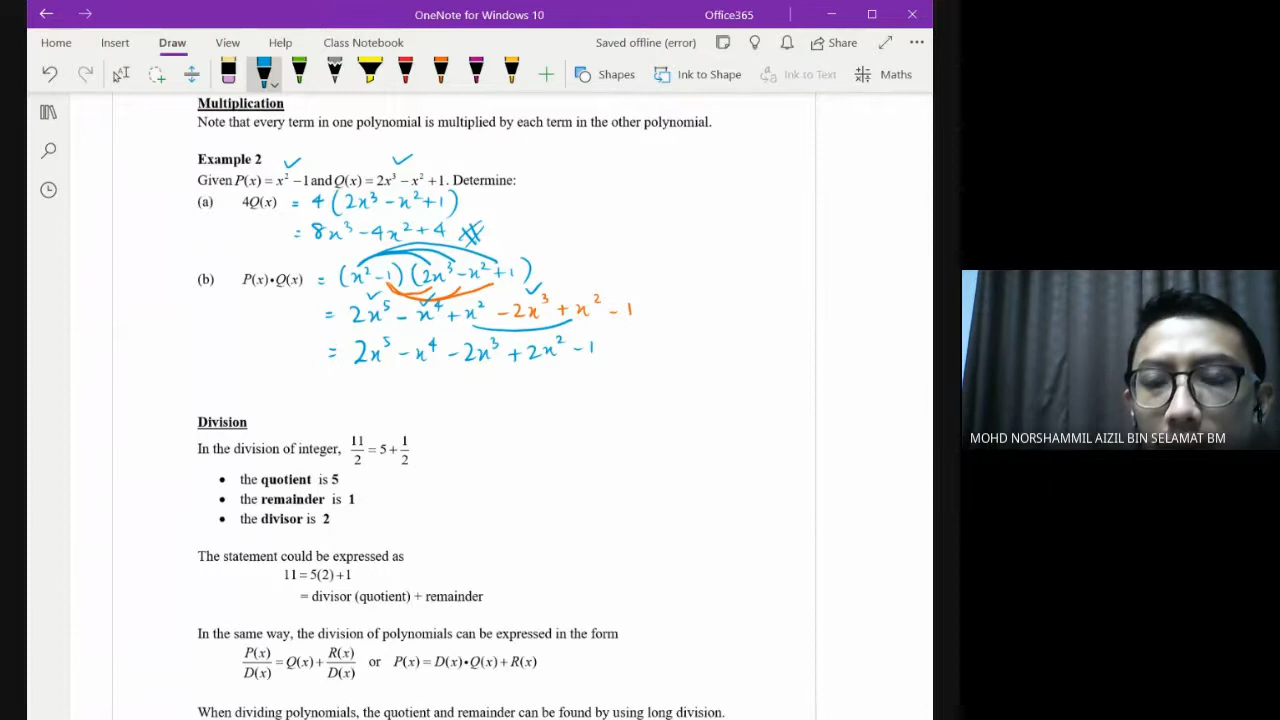 OneNote for Windows 10 Office365
Home Insert Draw View Help Class Notebook Saved offline (error) Share
Shapes Ink to Shape Ink to Text Maths
Multiplication
Note that every term in one polynomial is multiplied by each term in the other polynomial.
Example 2
Given P(x) = x² − 1 and Q(x) = 2x³ − x² + 1. Determine:
(a) 4Q(x) = 4(2x³ − x² + 1)
= 8x³ − 4x² + 4
(b) P(x)•Q(x) = (x² − 1)(2x³ − x² + 1)
= 2x⁵ − x⁴ + x² − 2x³ + x² − 1
= 2x⁵ − x⁴ − 2x³ + 2x² − 1
Division
In the division of integer, 11/2 = 5 + 1/2
• the quotient is 5
• the remainder is 1
• the divisor is 2
The statement could be expressed as
11 = 5(2) + 1
= divisor (quotient) + remainder
In the same way, the division of polynomials can be expressed in the form
P(x)/D(x) = Q(x) + R(x)/D(x) or P(x) = D(x)•Q(x) + R(x)
When dividing polynomials, the quotient and remainder can be found by using long division.
MOHD NORSHAMMIL AIZIL BIN SELAMAT BM